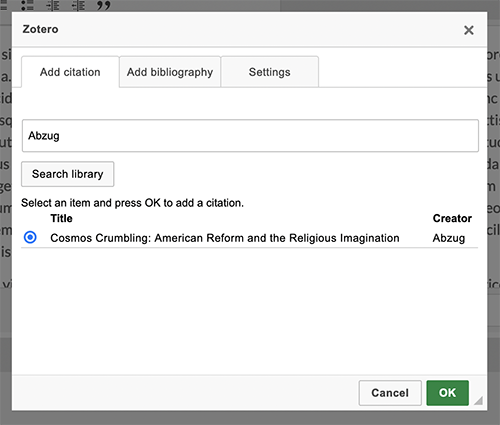 Zotero
Add citation
Add bibliography
Settings
Abzug
Search library
Select an item and press OK to add a citation.
Title Creator
Cosmos Crumbling: American Reform and the Religious Imagination Abzug
Cancel OK